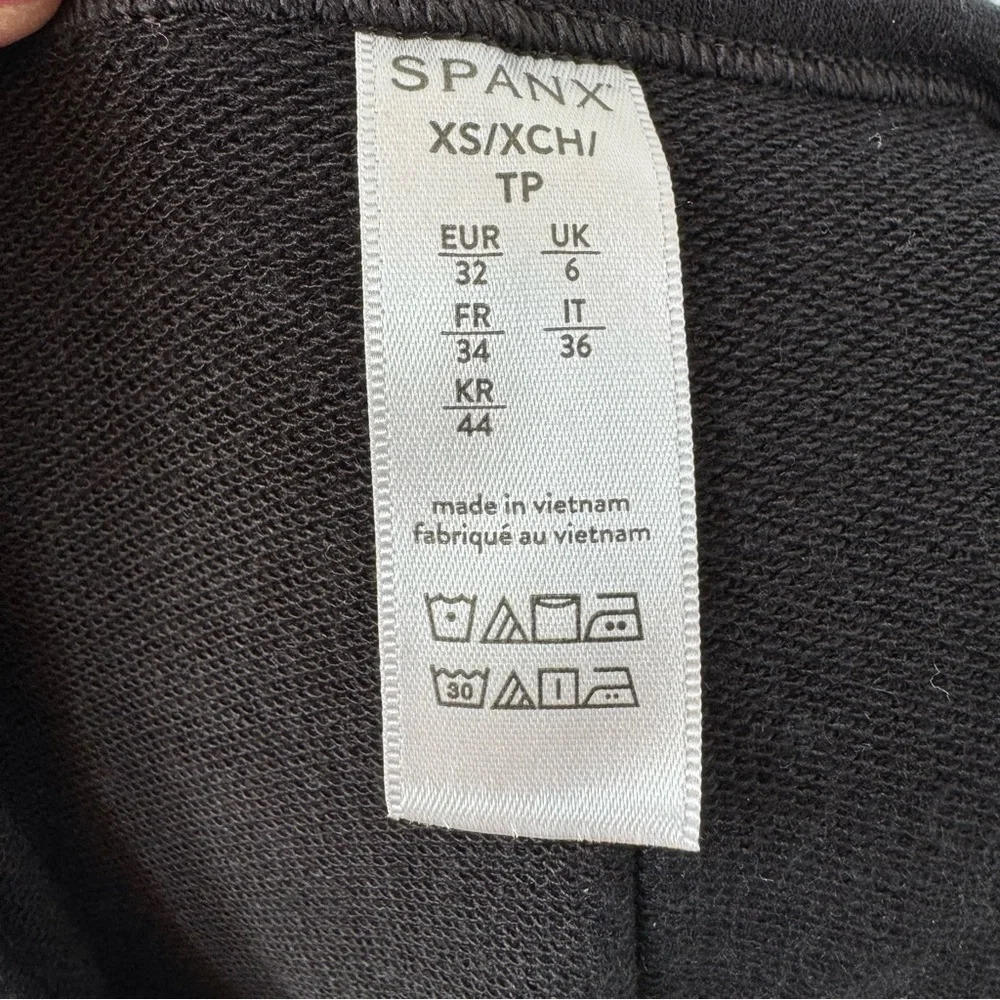 SPANX
XS/XCH/
TP
EUR UK
32 6
FR IT
34 36
KR
44
made in vietnam
fabriqué au vietnam
30